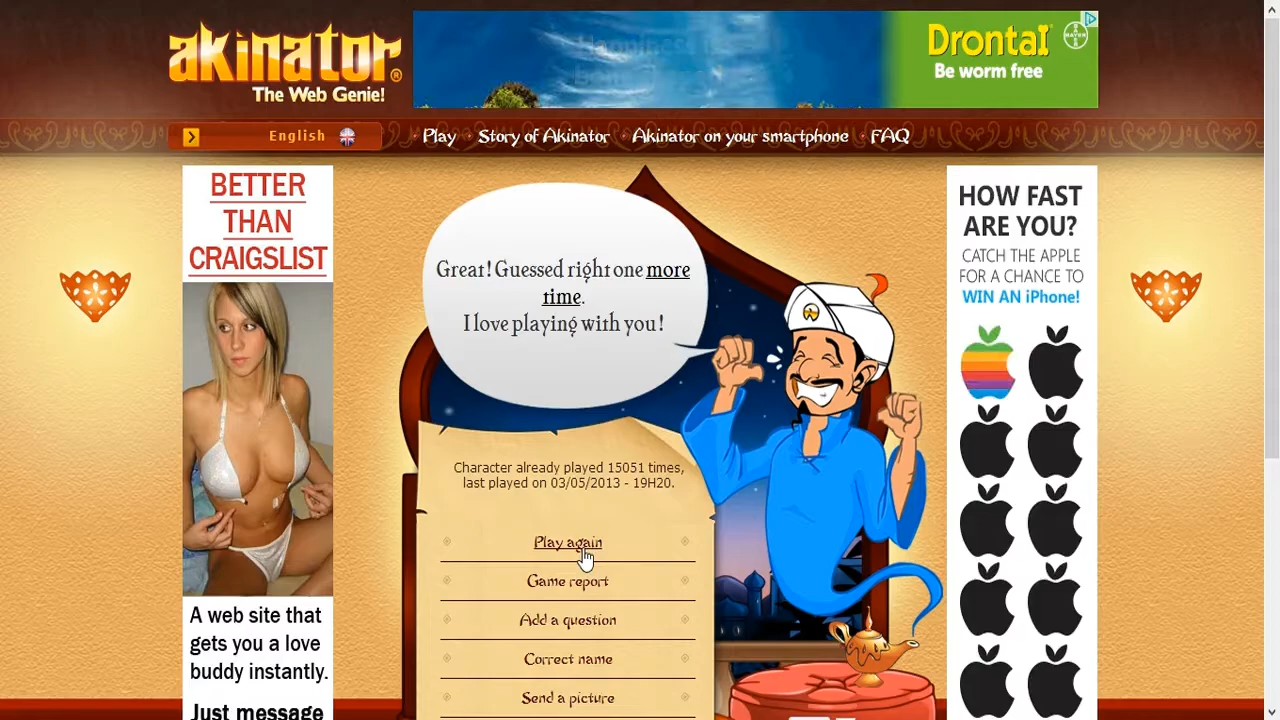 akinator®
The Web Genie!
Drontal®
Be worm free
BAYER
English
Play
Story of Akinator
Akinator on your smartphone
FAQ
BETTER
THAN
CRAIGSLIST
A web site that
gets you a love
buddy instantly.
Just message
Great! Guessed right one more
time.
I love playing with you!
Character already played 15051 times,
last played on 03/05/2013 - 19H20.
Play again
Game report
Add a question
Correct name
Send a picture
HOW FAST
ARE YOU?
CATCH THE APPLE
FOR A CHANCE TO
WIN AN iPhone!